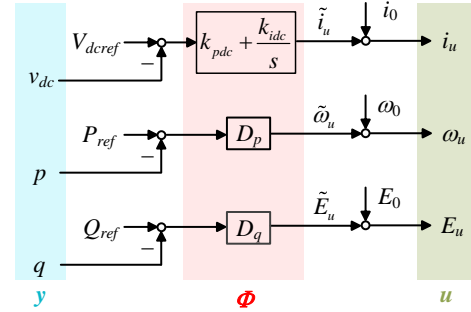 V_dcref − k_pdc + k_idc/s ĩ_u i_0 i_u
v_dc
P_ref − D_p ω̃_u ω_0 ω_u
p
Q_ref − D_q Ẽ_u E_0 E_u
q
y Φ u